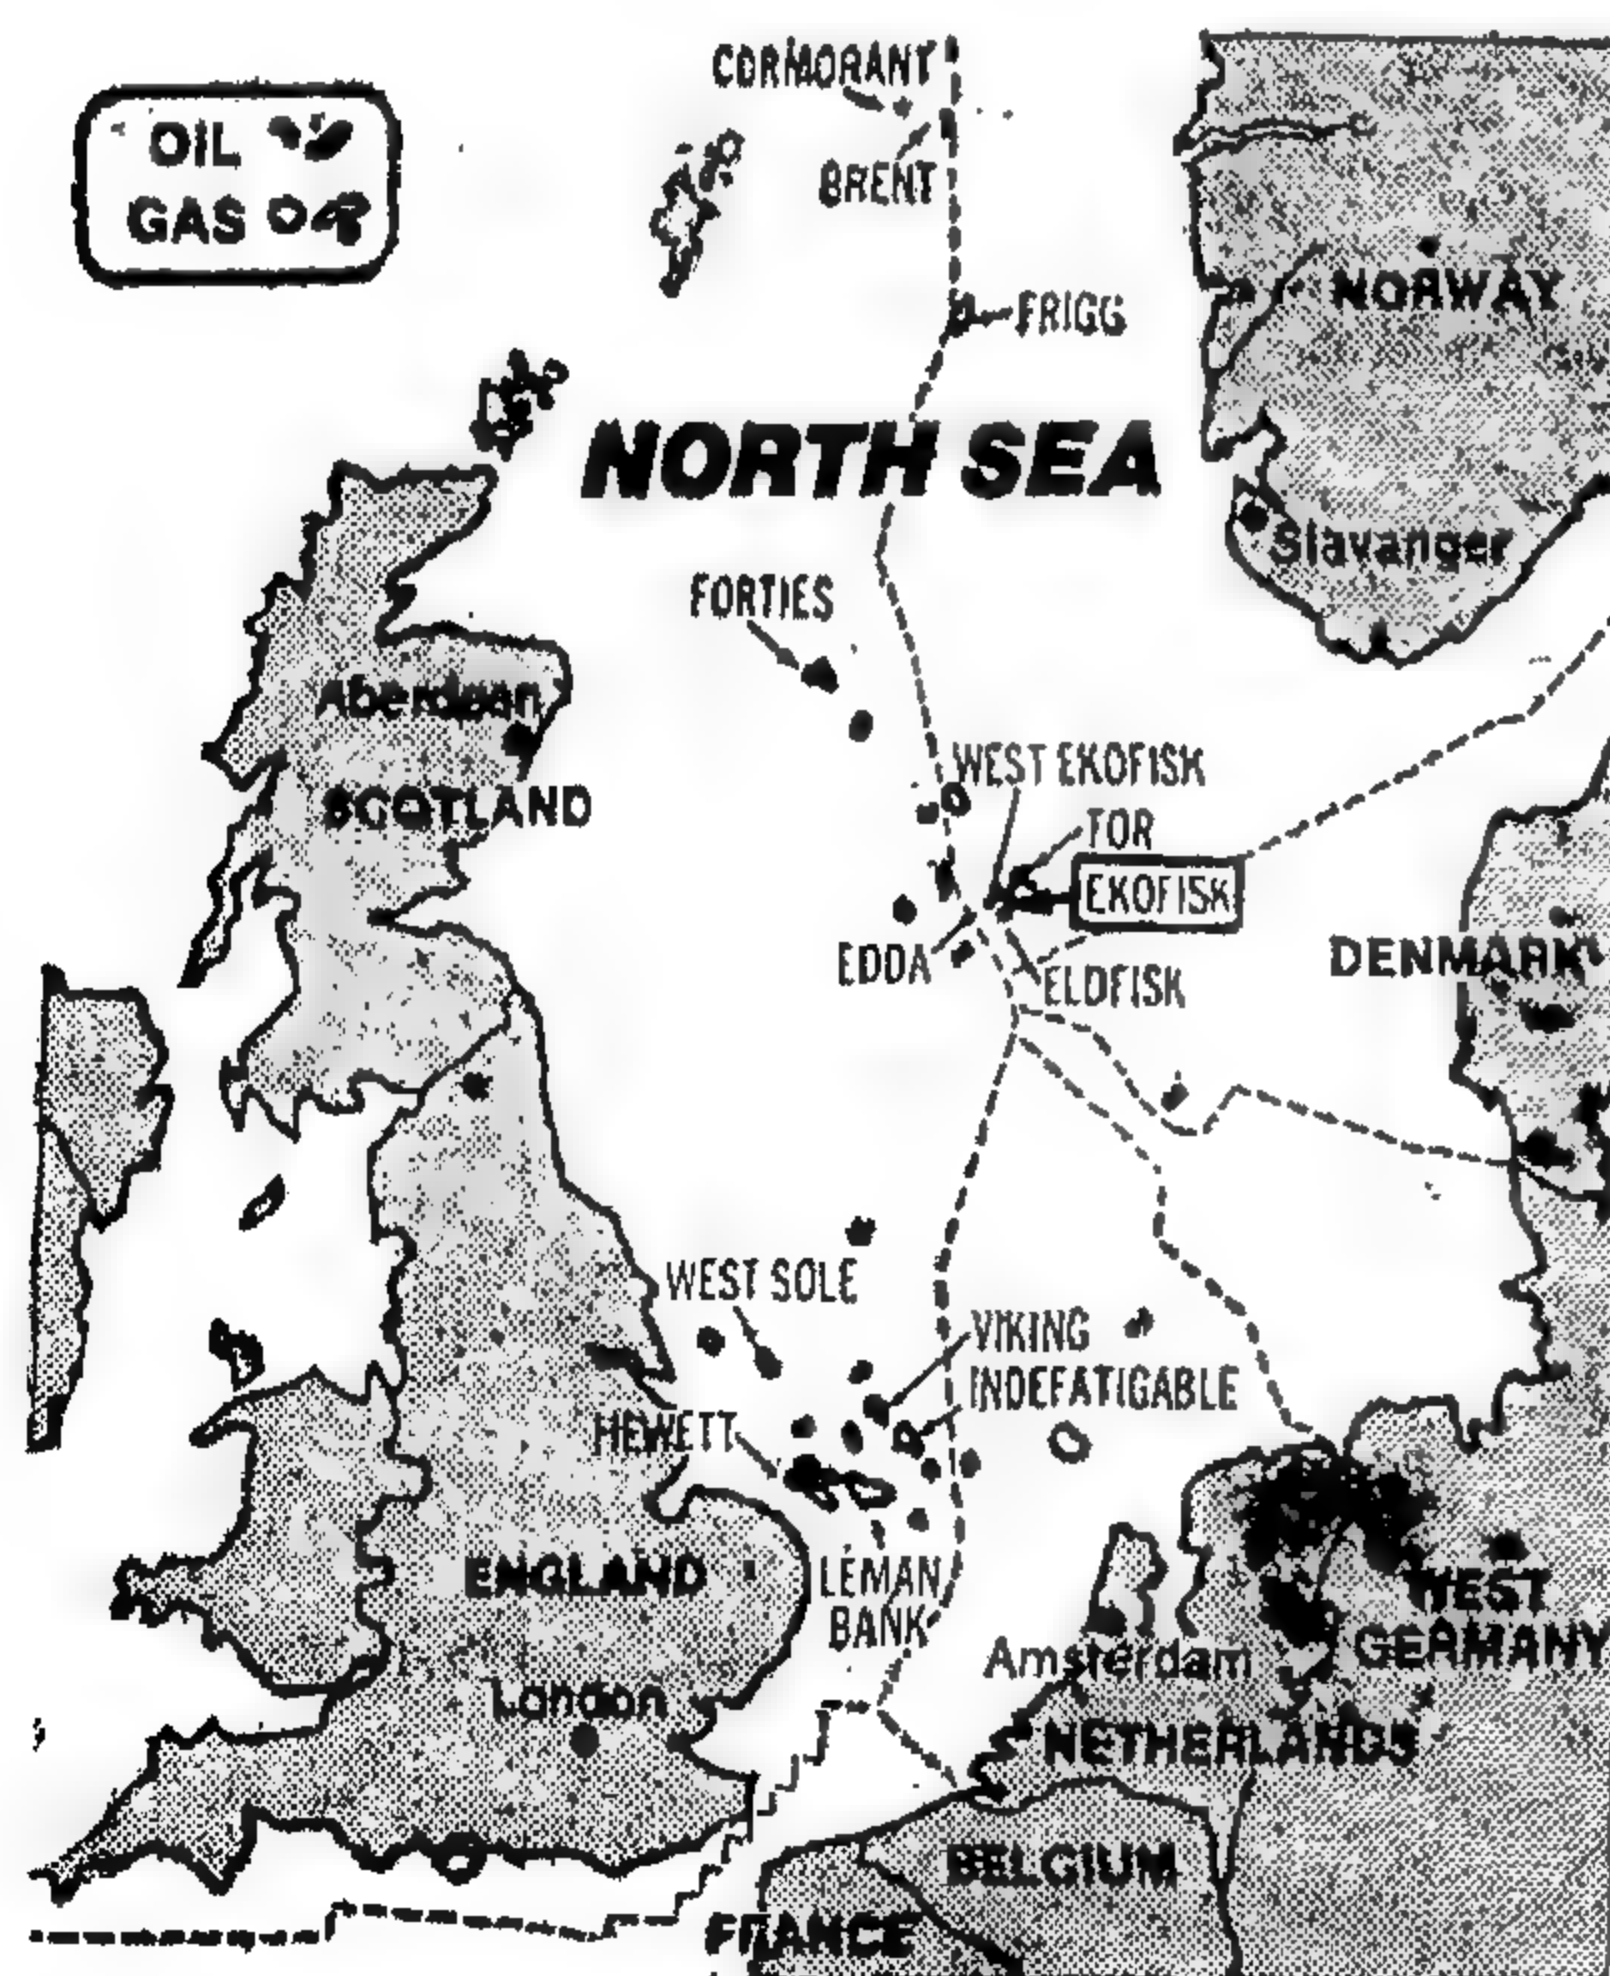 CORMORANT
OIL
GAS
BRENT
NORWAY
FRIGG
NORTH SEA
Stavanger
FORTIES
Aberdean
SCOTLAND
WEST EKOFISK
TOR
EKOFISK
EDDA
ELDFISK
DENMARK
WEST SOLE
VIKING
INDEFATIGABLE
HEWETT
ENGLAND
LEMAN
BANK
WEST
GERMANY
Amsterdam
London
NETHERLANDS
BELGIUM
FRANCE